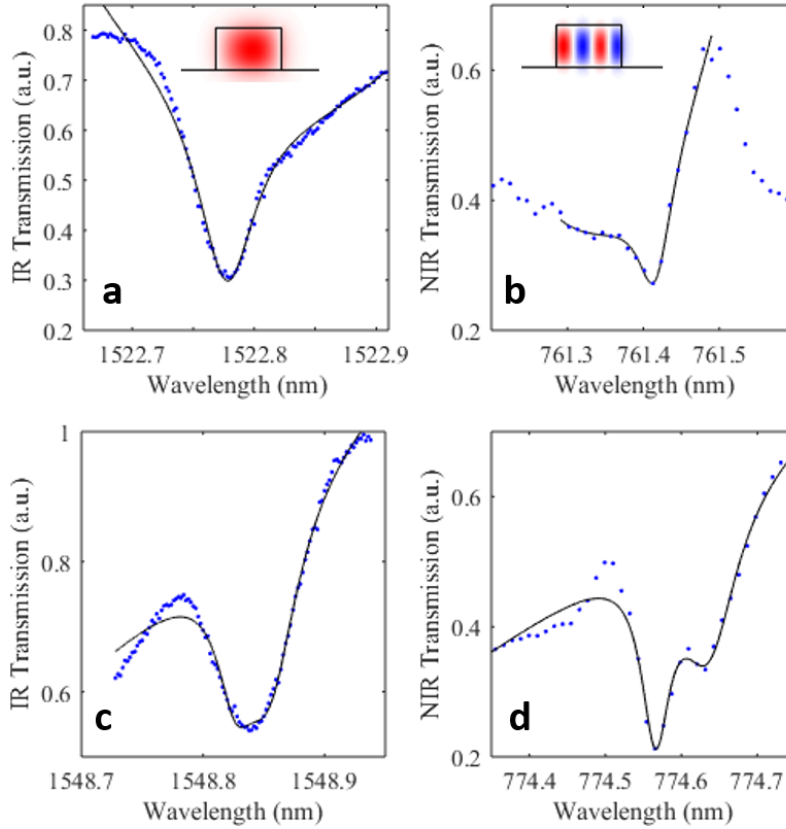 0.8
0.7
0.6
0.5
0.4
0.3
0.2
IR Transmission (a.u.)
a
1522.7
1522.8
1522.9
Wavelength (nm)
0.6
0.4
0.2
NIR Transmission (a.u.)
b
761.3
761.4
761.5
Wavelength (nm)
1
0.8
0.6
IR Transmission (a.u.)
c
1548.7
1548.8
1548.9
Wavelength (nm)
0.6
0.4
0.2
NIR Transmission (a.u.)
d
774.4
774.5
774.6
774.7
Wavelength (nm)